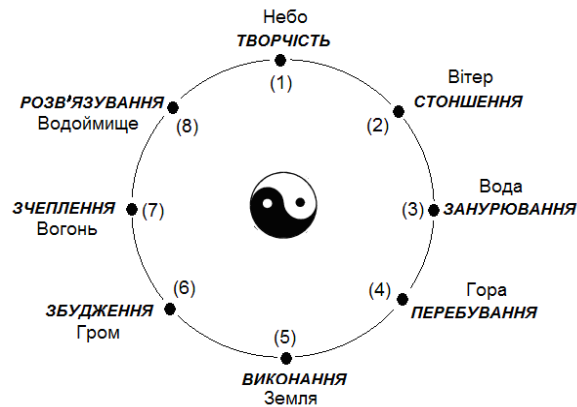 Небо
ТВОРЧІСТЬ
(1)
Вітер
СТОНШЕННЯ
(2)
Вода
(3) ЗАНУРЮВАННЯ
(4)
Гора
ПЕРЕБУВАННЯ
(5)
ВИКОНАННЯ
Земля
(6)
ЗБУДЖЕННЯ
Гром
ЗЧЕПЛЕННЯ (7)
Вогонь
РОЗВ'ЯЗУВАННЯ
Водоймище (8)